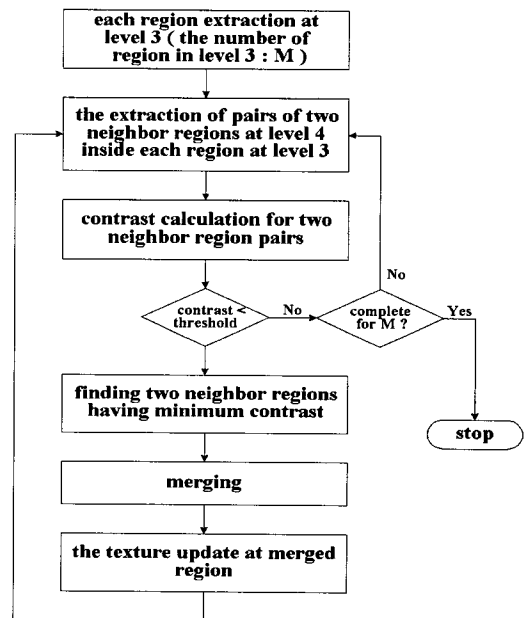 each region extraction at
level 3 ( the number of
region in level 3 : M )
the extraction of pairs of two
neighbor regions at level 4
inside each region at level 3
contrast calculation for two
neighbor region pairs
No
contrast <
threshold
No
complete
for M ?
Yes
finding two neighbor regions
having minimum contrast
stop
merging
the texture update at merged
region